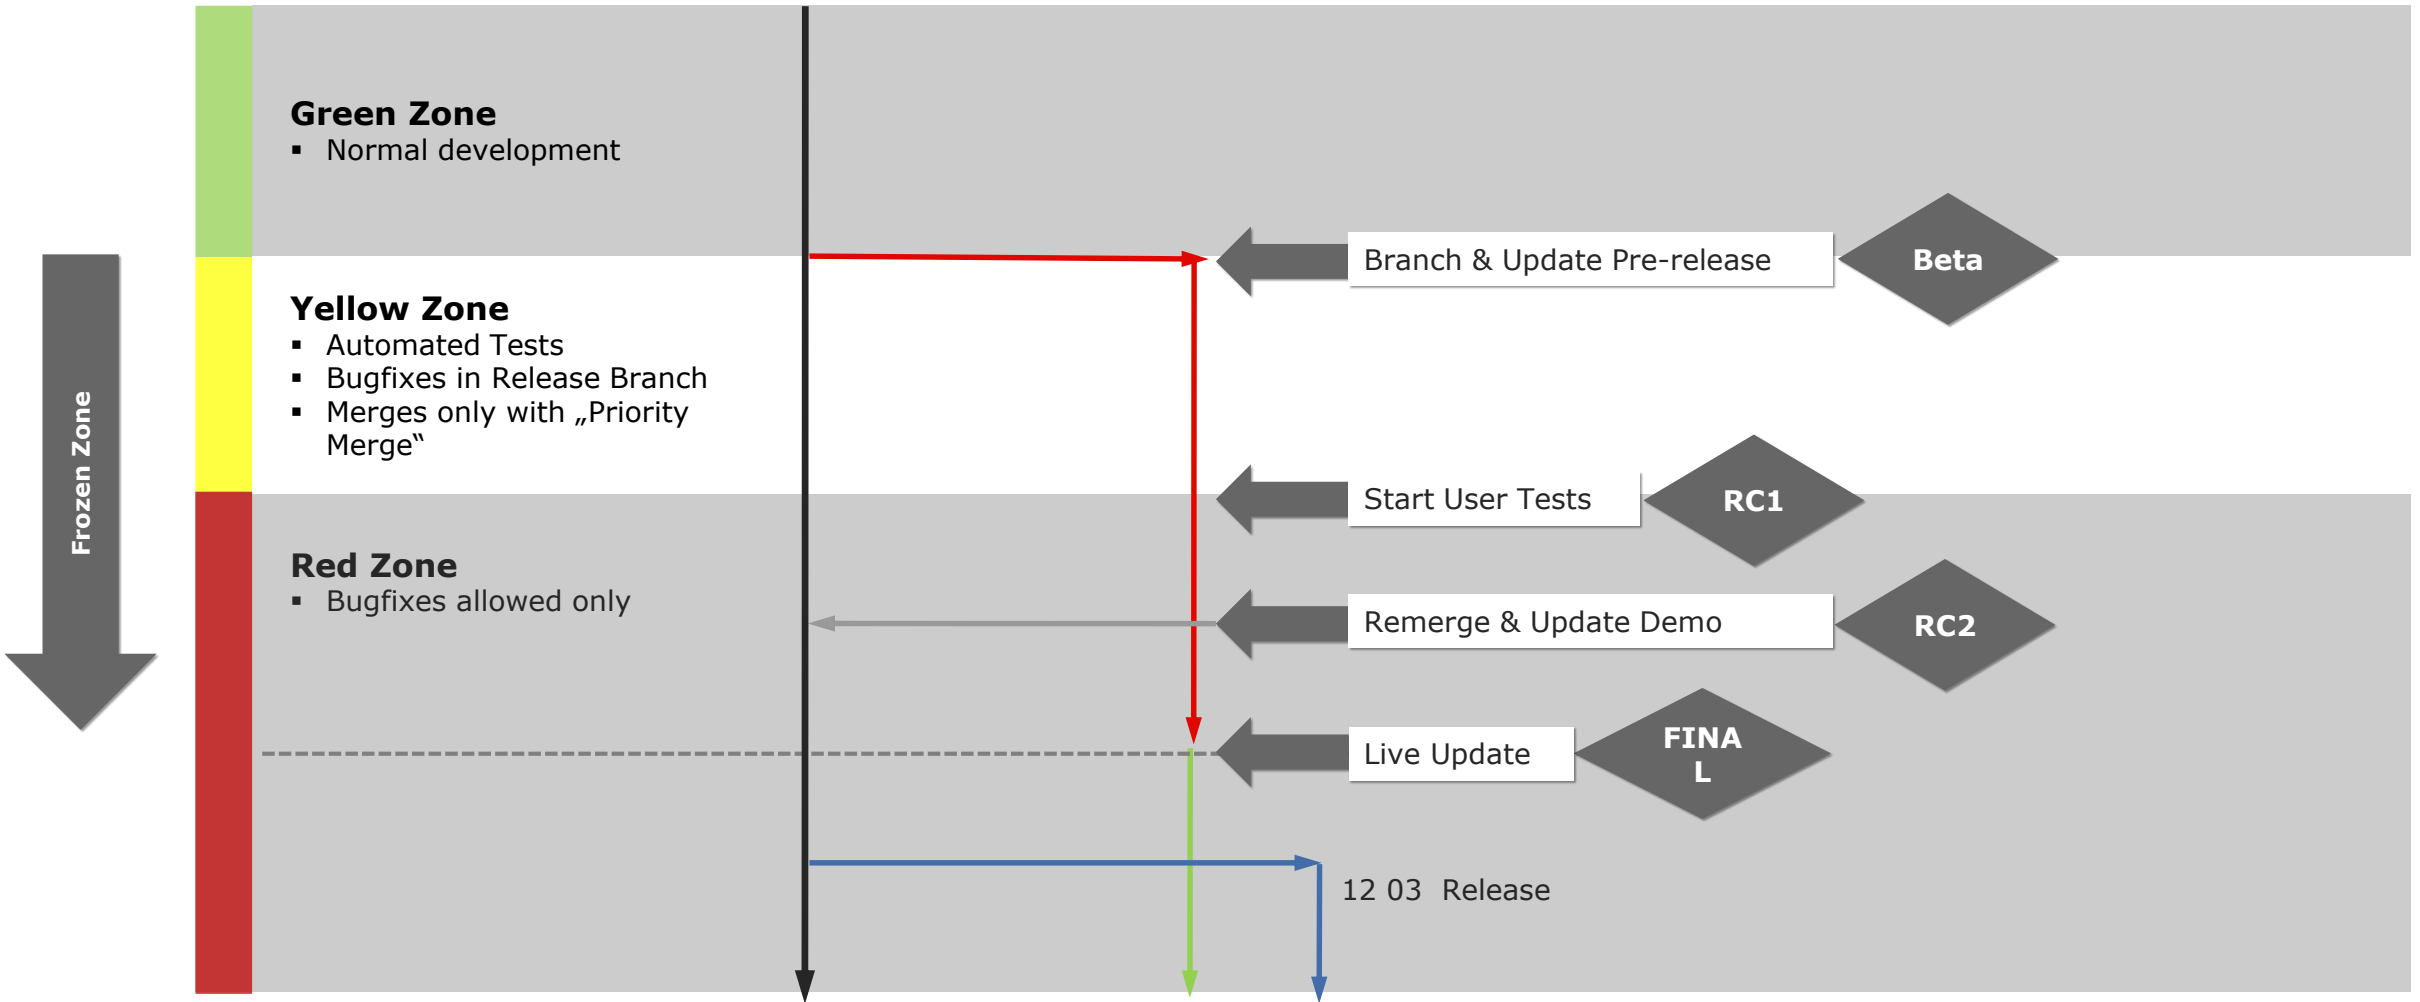 Green Zone
▪ Normal development
Branch & Update Pre-release
Beta
Yellow Zone
▪ Automated Tests
▪ Bugfixes in Release Branch
▪ Merges only with „Priority
Merge“
Frozen Zone
Start User Tests
RC1
Red Zone
▪ Bugfixes allowed only
Remerge & Update Demo
RC2
Live Update
FINA
L
12 03 Release